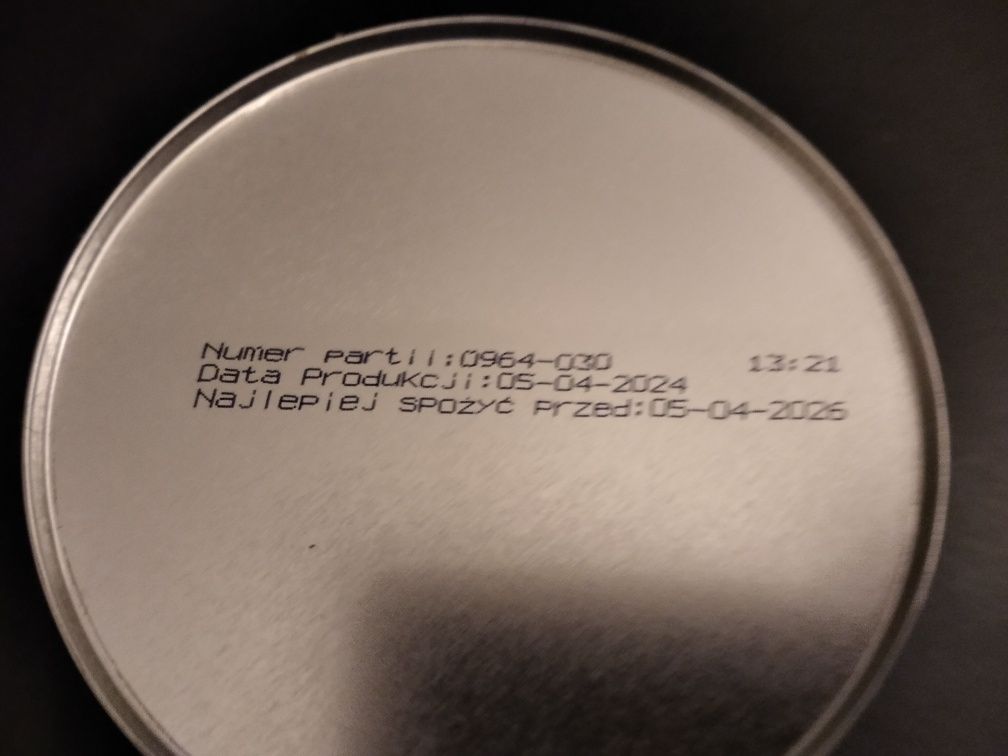 Numer partii:0964-030 13:21
Data Produkcji:05-04-2024
Najlepiej spożyć przed:05-04-2026